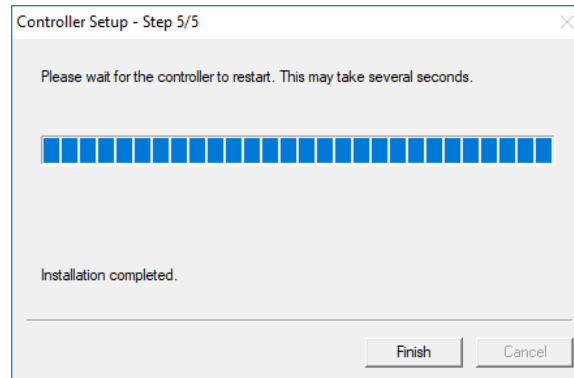 Controller Setup - Step 5/5
Please wait for the controller to restart. This may take several seconds.
Installation completed.
Finish
Cancel